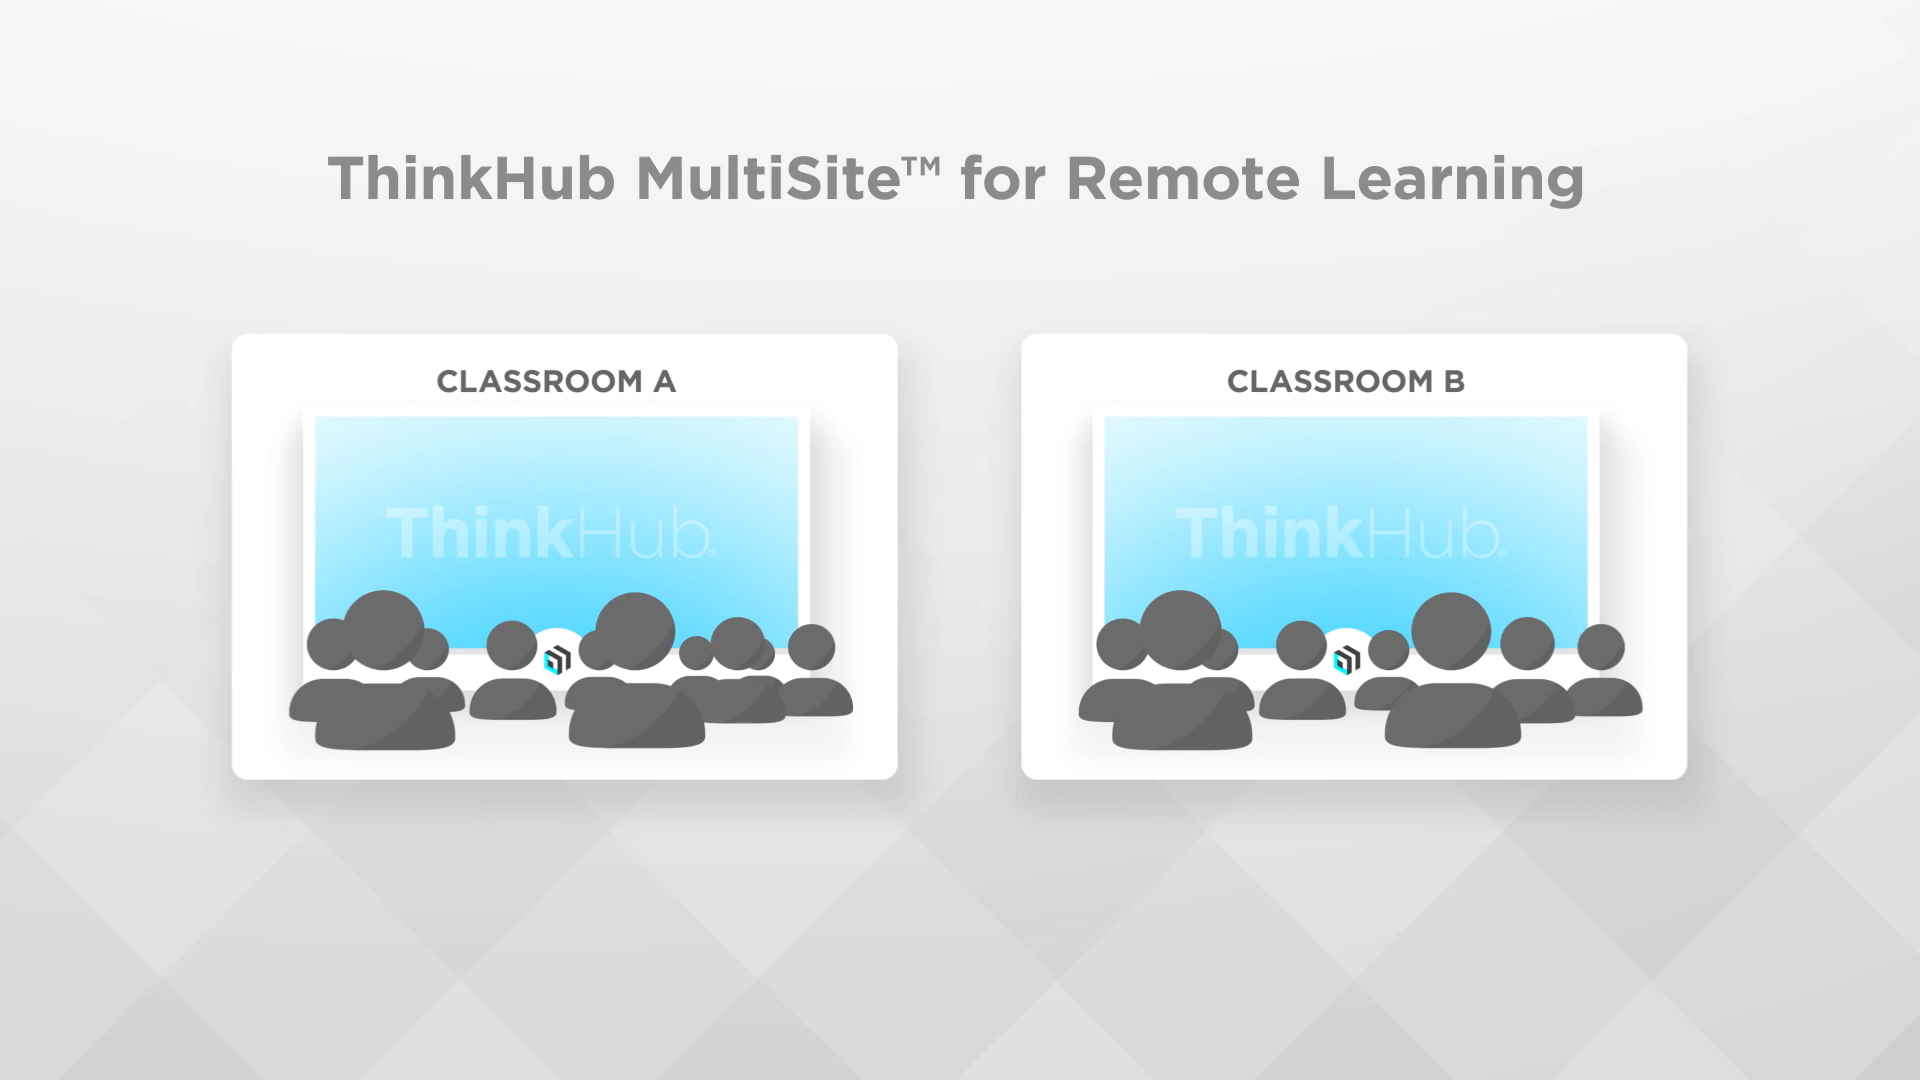 ThinkHub MultiSite™ for Remote Learning
CLASSROOM A
ThinkHub®
CLASSROOM B
ThinkHub®